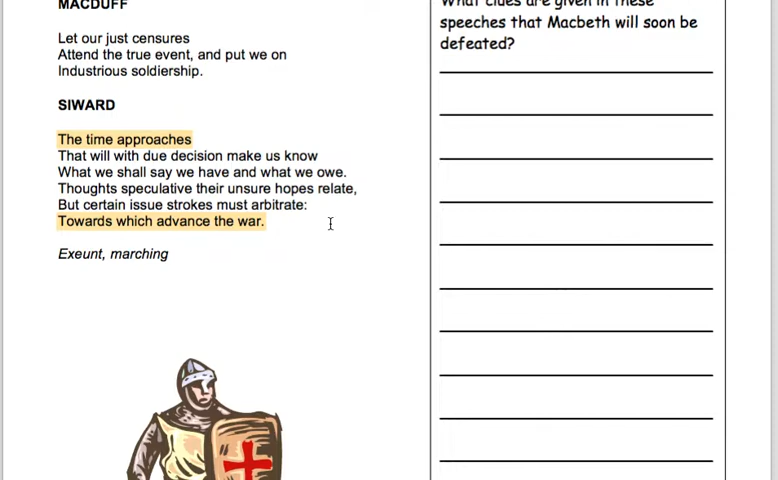 MACDUFF
Let our just censures
Attend the true event, and put we on
Industrious soldiership.
SIWARD
The time approaches
That will with due decision make us know
What we shall say we have and what we owe.
Thoughts speculative their unsure hopes relate,
But certain issue strokes must arbitrate:
Towards which advance the war.
Exeunt, marching
What clues are given in these
speeches that Macbeth will soon be
defeated?